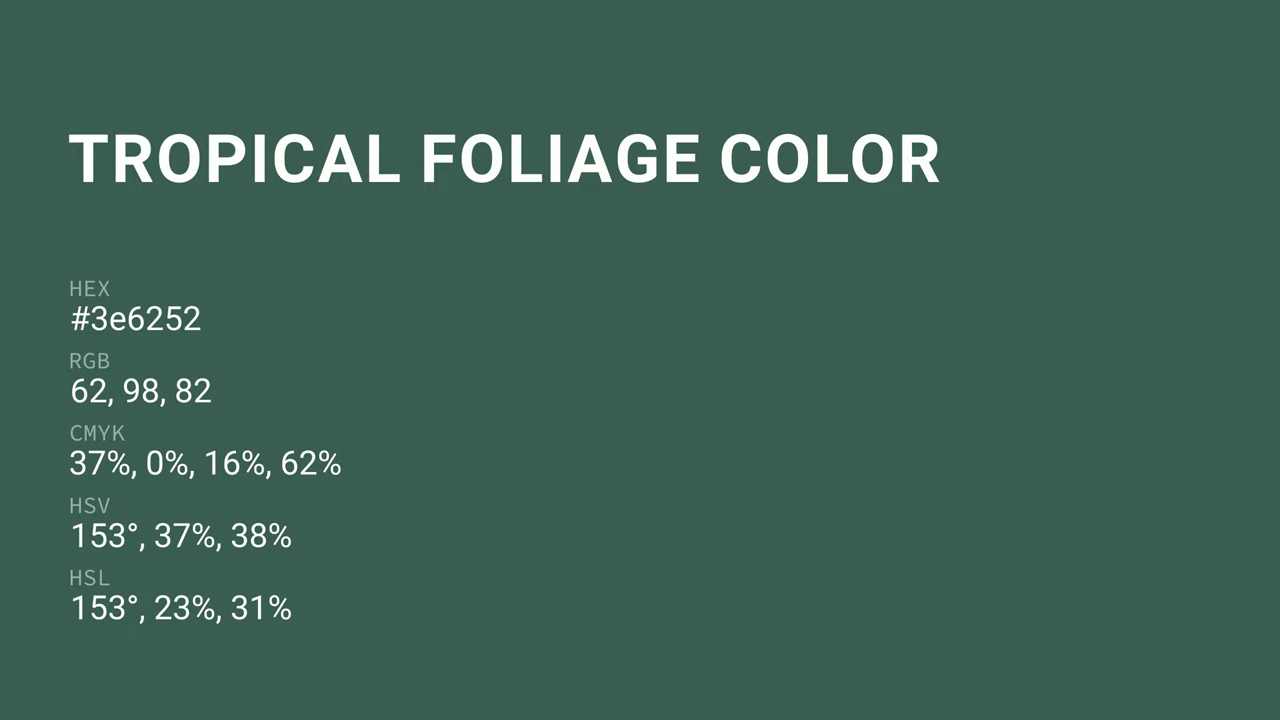 TROPICAL FOLIAGE COLOR
HEX
#3e6252
RGB
62, 98, 82
CMYK
37%, 0%, 16%, 62%
HSV
153°, 37%, 38%
HSL
153°, 23%, 31%